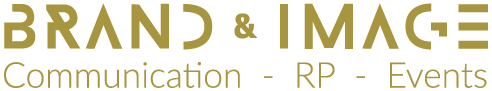 BRAND & IMAGE
Communication - RP - Events